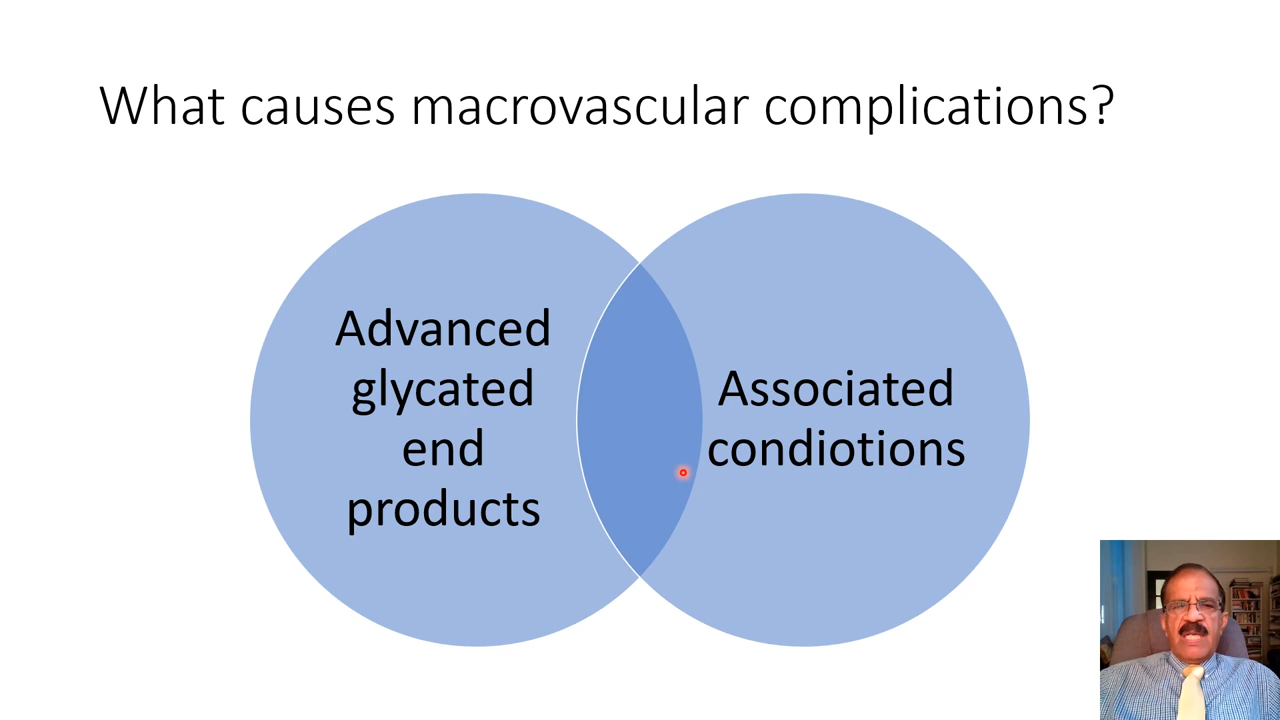 What causes macrovascular complications?
Advanced
glycated
end
products
Associated
condiotions